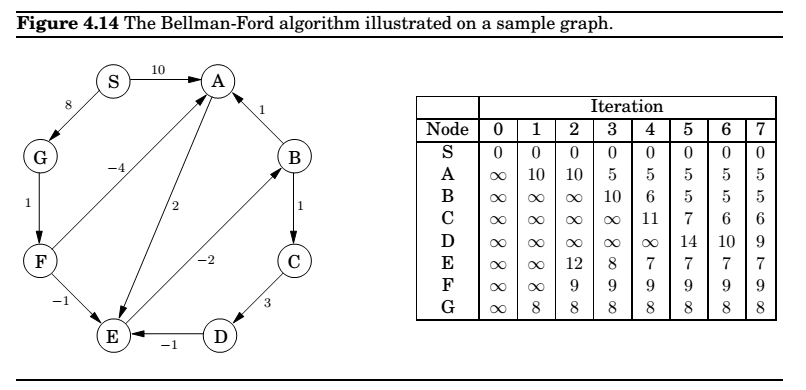 Figure 4.14 The Bellman-Ford algorithm illustrated on a sample graph.
S
10
A
8
1
G
B
−4
1
2
1
F
−2
C
−1
3
E
−1
D
Iteration
Node 0 1 2 3 4 5 6 7
S 0 0 0 0 0 0 0 0
A ∞ 10 10 5 5 5 5 5
B ∞ ∞ ∞ 10 6 5 5 5
C ∞ ∞ ∞ ∞ 11 7 6 6
D ∞ ∞ ∞ ∞ ∞ 14 10 9
E ∞ ∞ 12 8 7 7 7 7
F ∞ ∞ 9 9 9 9 9 9
G ∞ 8 8 8 8 8 8 8